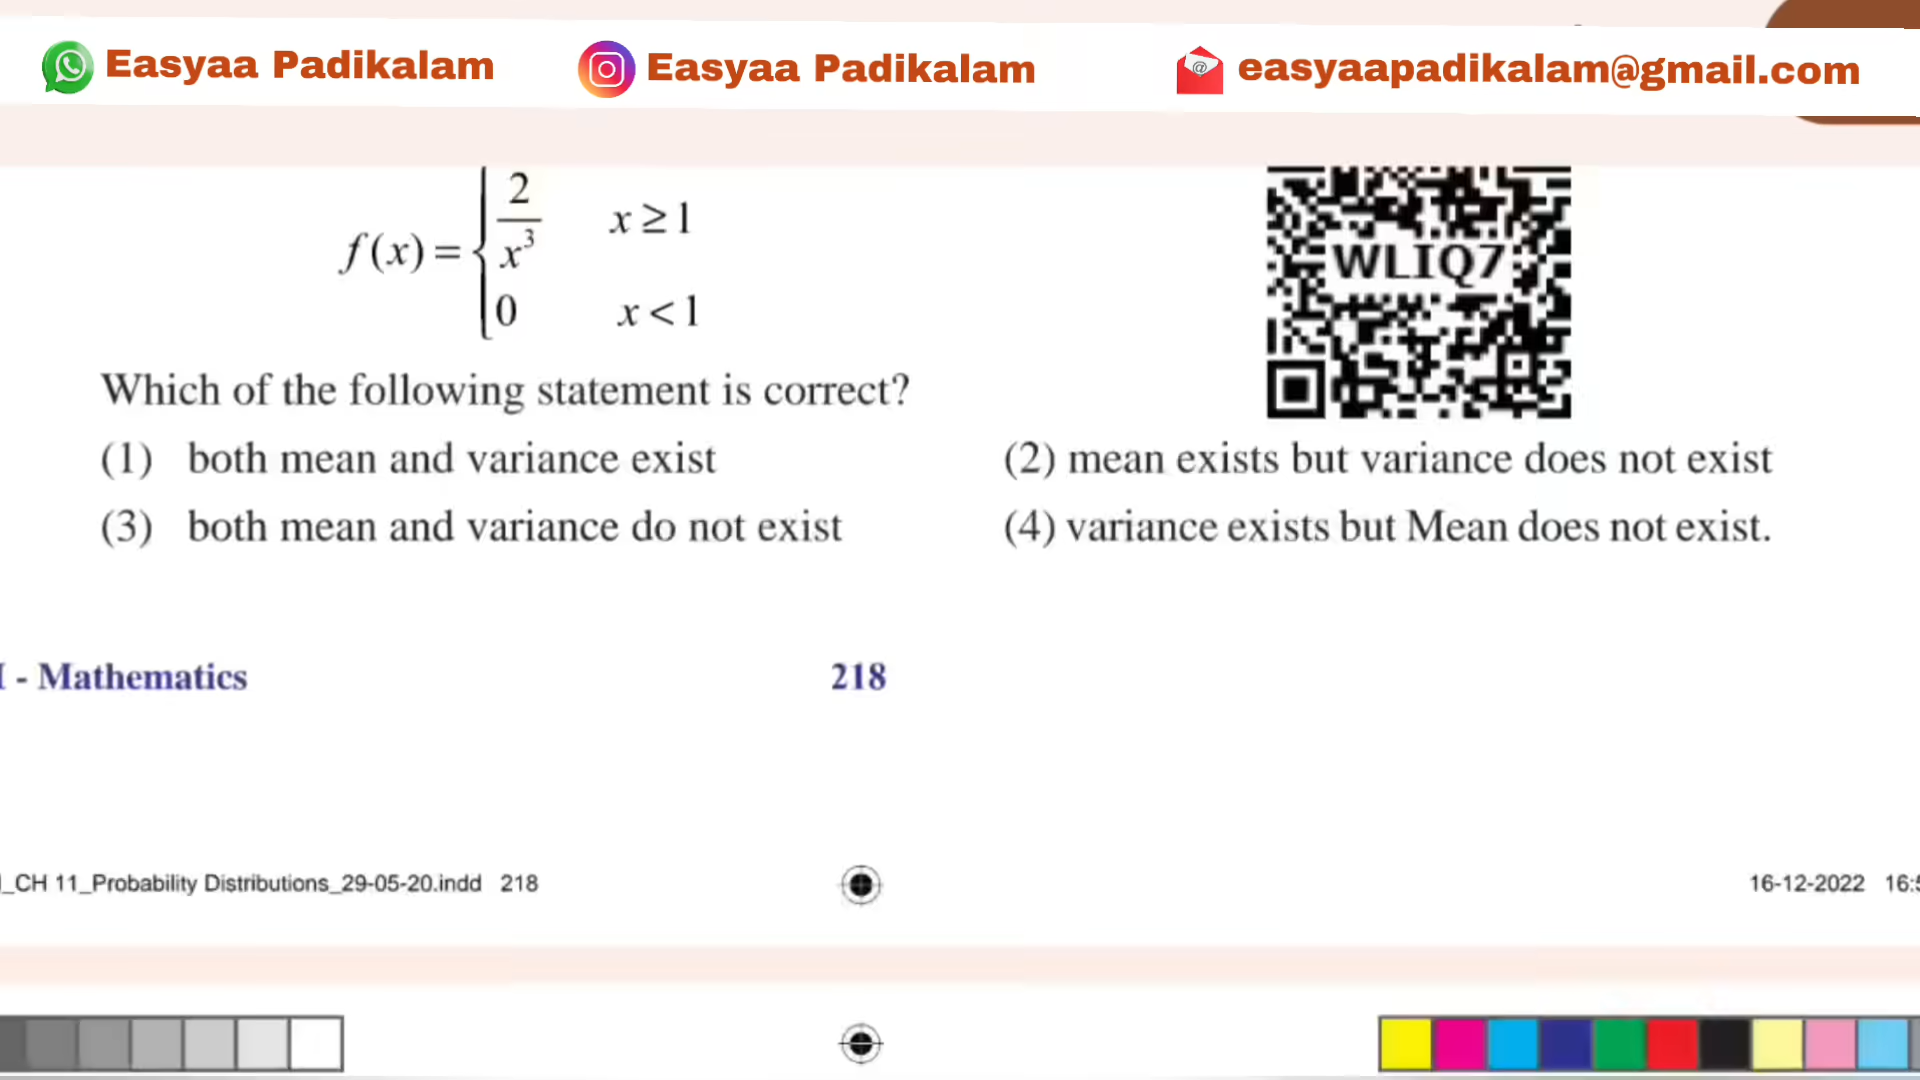 Easyaa Padikalam Easyaa Padikalam easyaapadikalam@gmail.com
f(x) = { 2/x³ x ≥ 1
0 x < 1
WLIQ7
Which of the following statement is correct?
(1) both mean and variance exist (2) mean exists but variance does not exist
(3) both mean and variance do not exist (4) variance exists but Mean does not exist.
I - Mathematics 218
_CH 11_Probability Distributions_29-05-20.indd 218 16-12-2022 16:5